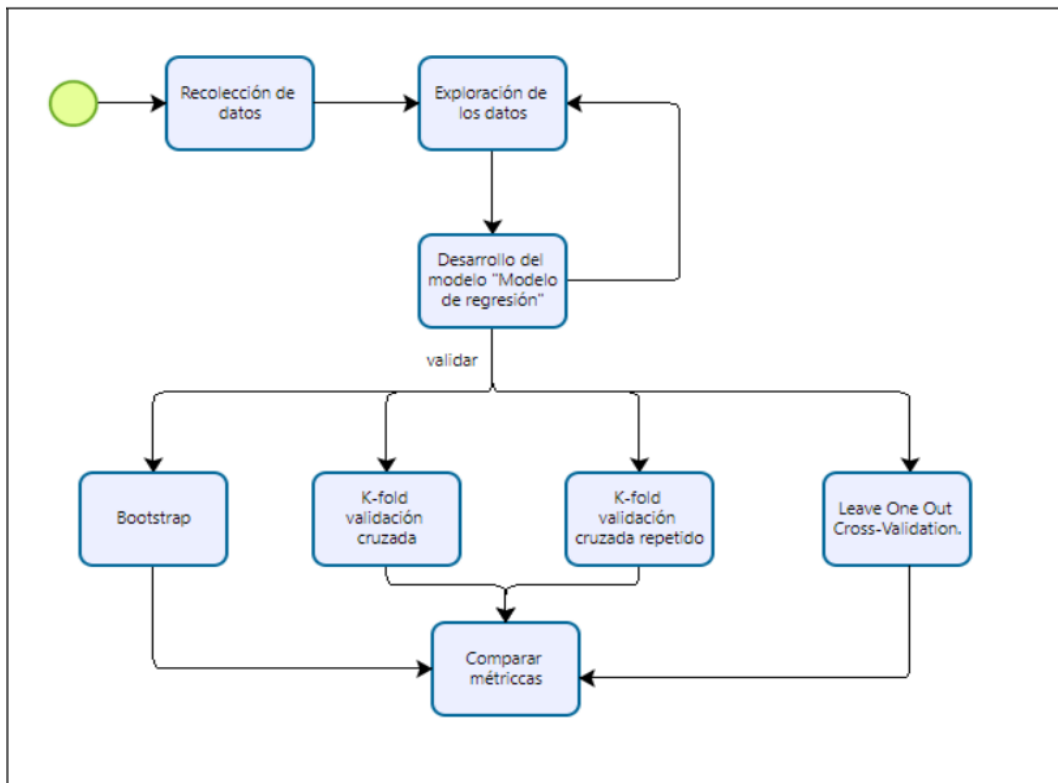 Recolección de
datos
Exploración de
los datos
Desarrollo del
modelo "Modelo
de regresión"
validar
Bootstrap
K-fold
validación
cruzada
K-fold
validación
cruzada repetido
Leave One Out
Cross-Validation.
Comparar
métriccas